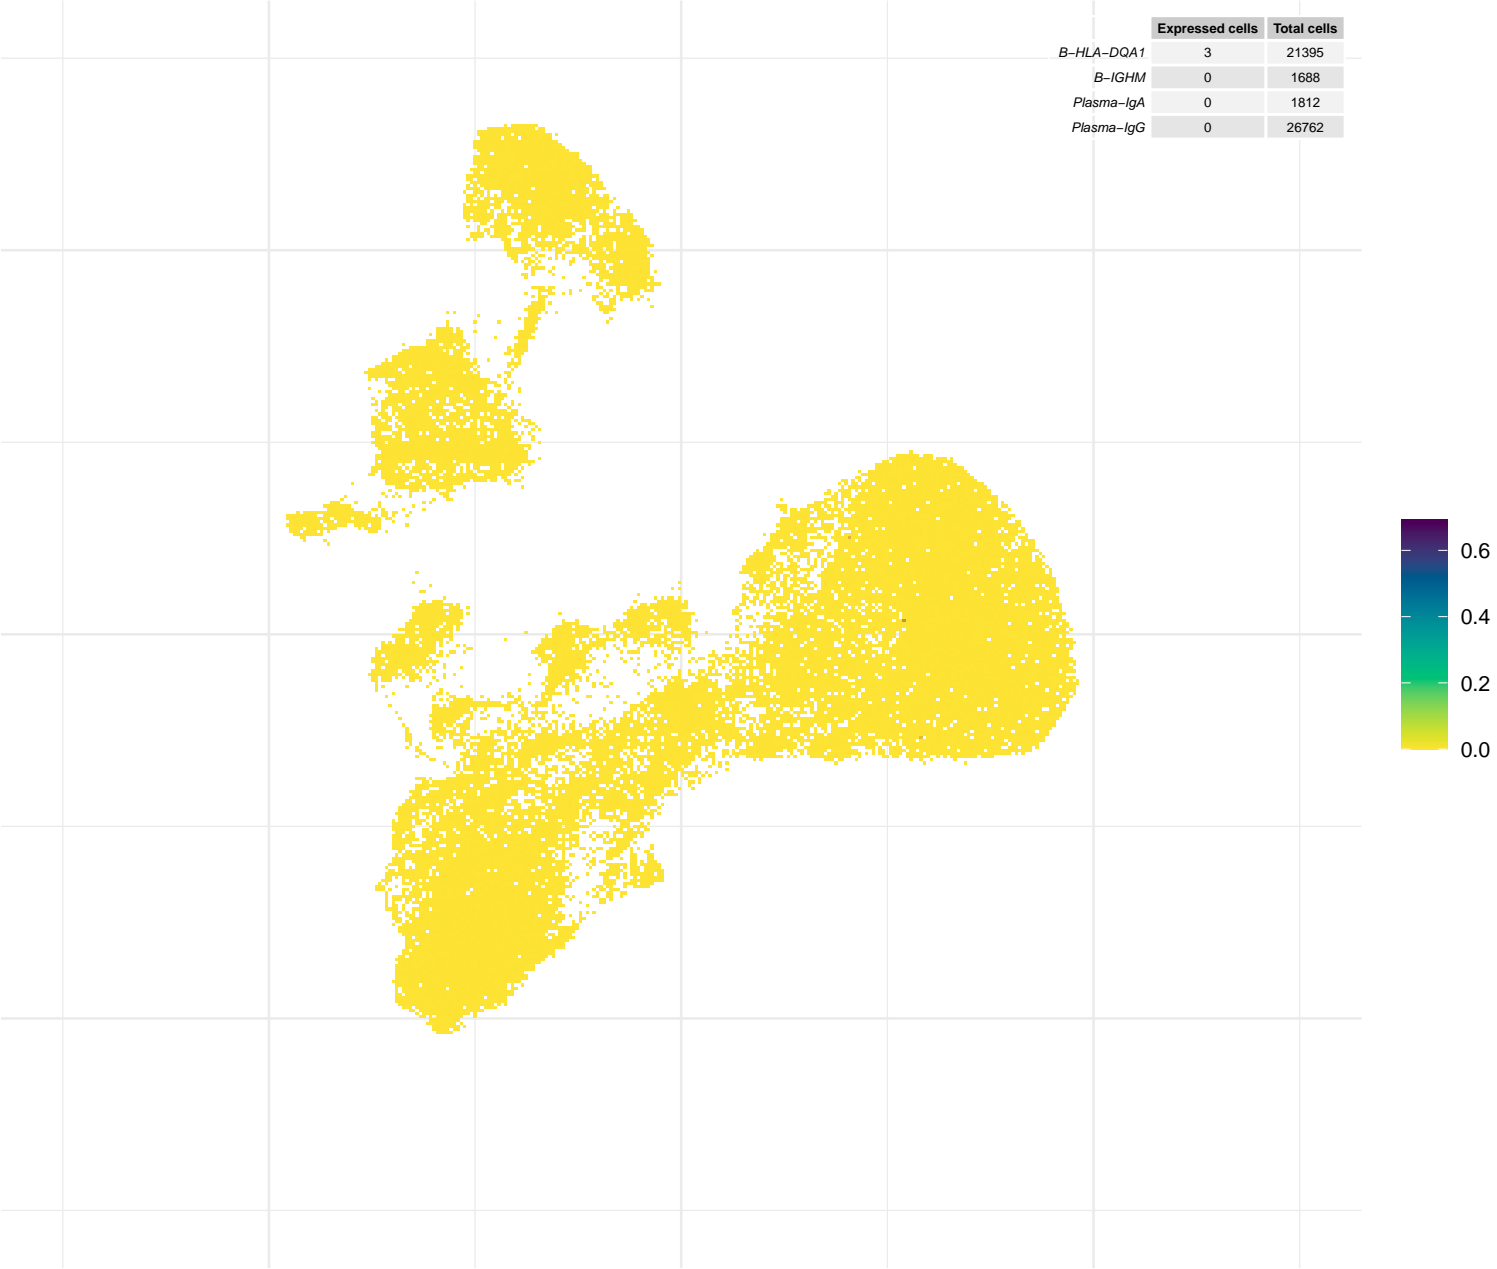 Expressed cells Total cells
B−HLA−DQA1 3 21395
B−IGHM 0 1688
Plasma−IgA 0 1812
Plasma−IgG 0 26762
0.6
0.4
0.2
0.0